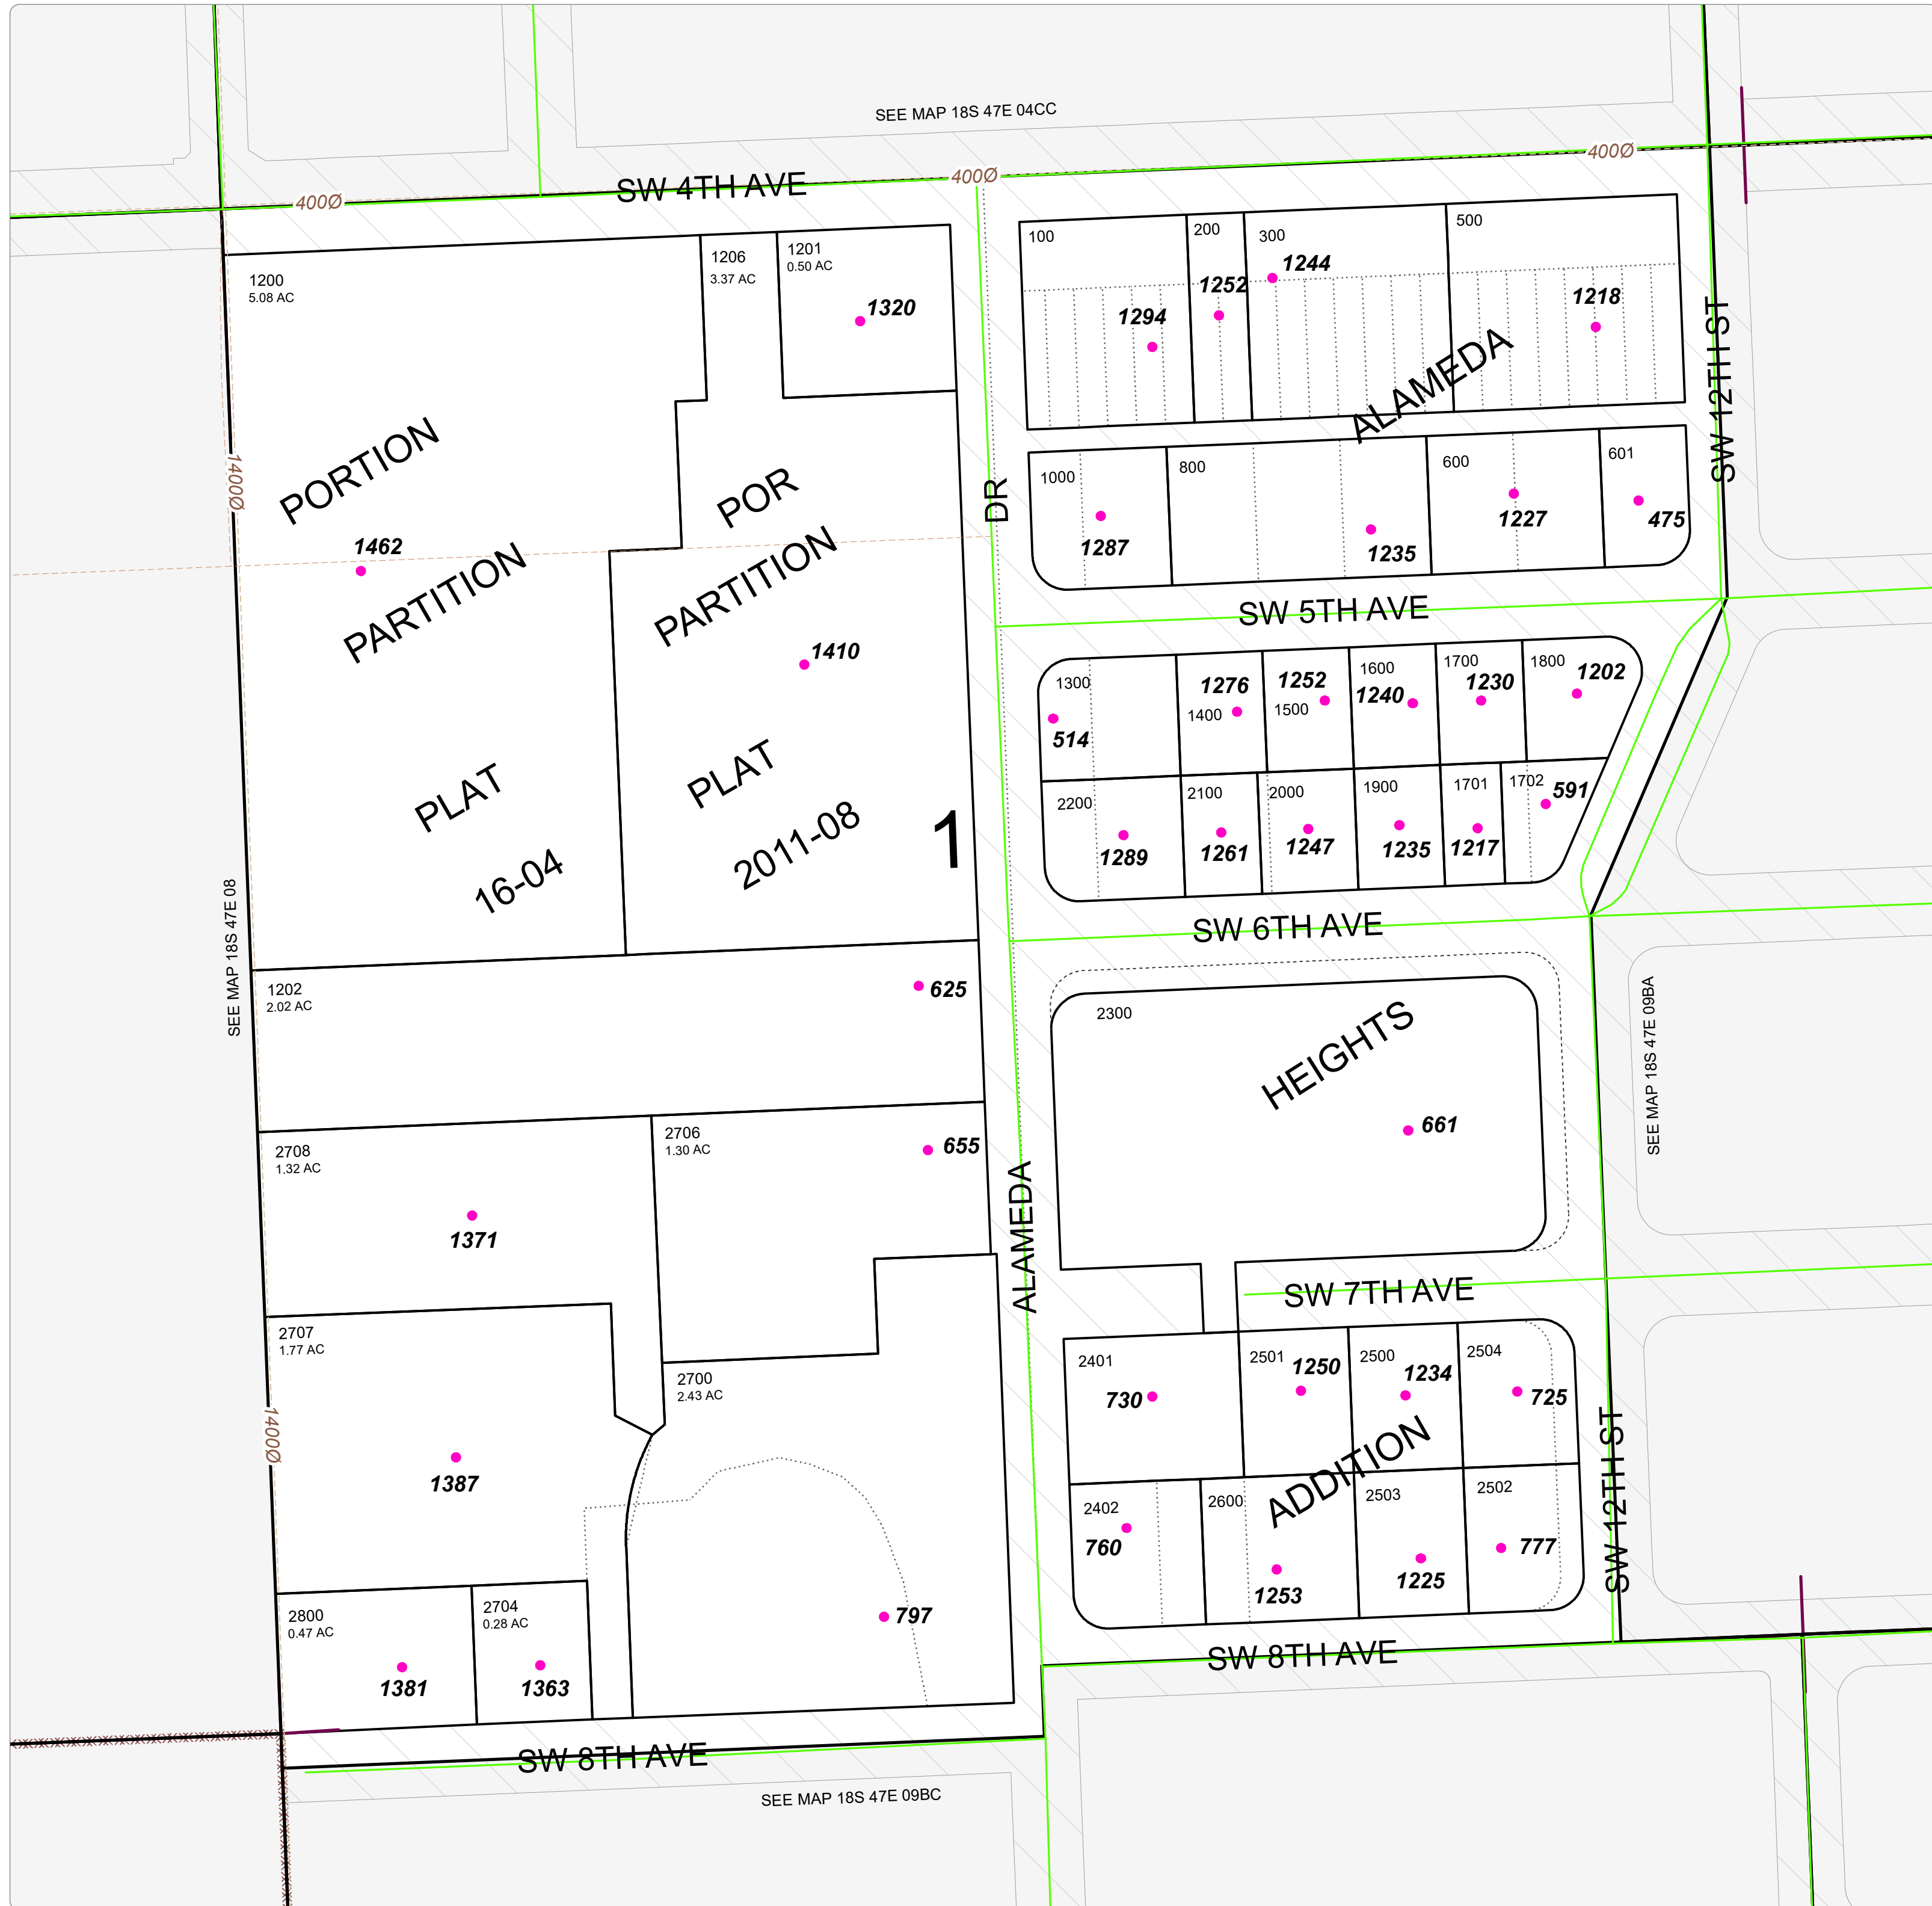 SEE MAP 18S 47E 04CC
400Ø
SW 4TH AVE
400Ø
400Ø
1200
5.08 AC
1206
3.37 AC
1201
0.50 AC
1320
100
200
300
500
1244
1252
1294
1218
ALAMEDA
SW 12TH ST
1400Ø
PORTION
PARTITION
PLAT
16-04
1462
POR
PARTITION
PLAT
2011-08
1410
1
DR
1000
800
600
601
1287
1235
1227
475
SW 5TH AVE
1300
514
1276
1400
1252
1500
1600
1240
1700
1230
1800
1202
2200
1289
2100
1261
2000
1247
1900
1235
1701
1217
1702
591
SW 6TH AVE
SEE MAP 18S 47E 08
1202
2.02 AC
625
2300
HEIGHTS
661
SEE MAP 18S 47E 09BA
2708
1.32 AC
1371
2706
1.30 AC
655
ALAMEDA
SW 7TH AVE
2707
1.77 AC
1387
2700
2.43 AC
797
1400Ø
2401
730
2501
1250
2500
1234
2504
725
ADDITION
SW 12TH ST
2402
760
2600
1253
2503
1225
2502
777
2800
0.47 AC
1381
2704
0.28 AC
1363
SW 8TH AVE
SW 8TH AVE
SEE MAP 18S 47E 09BC